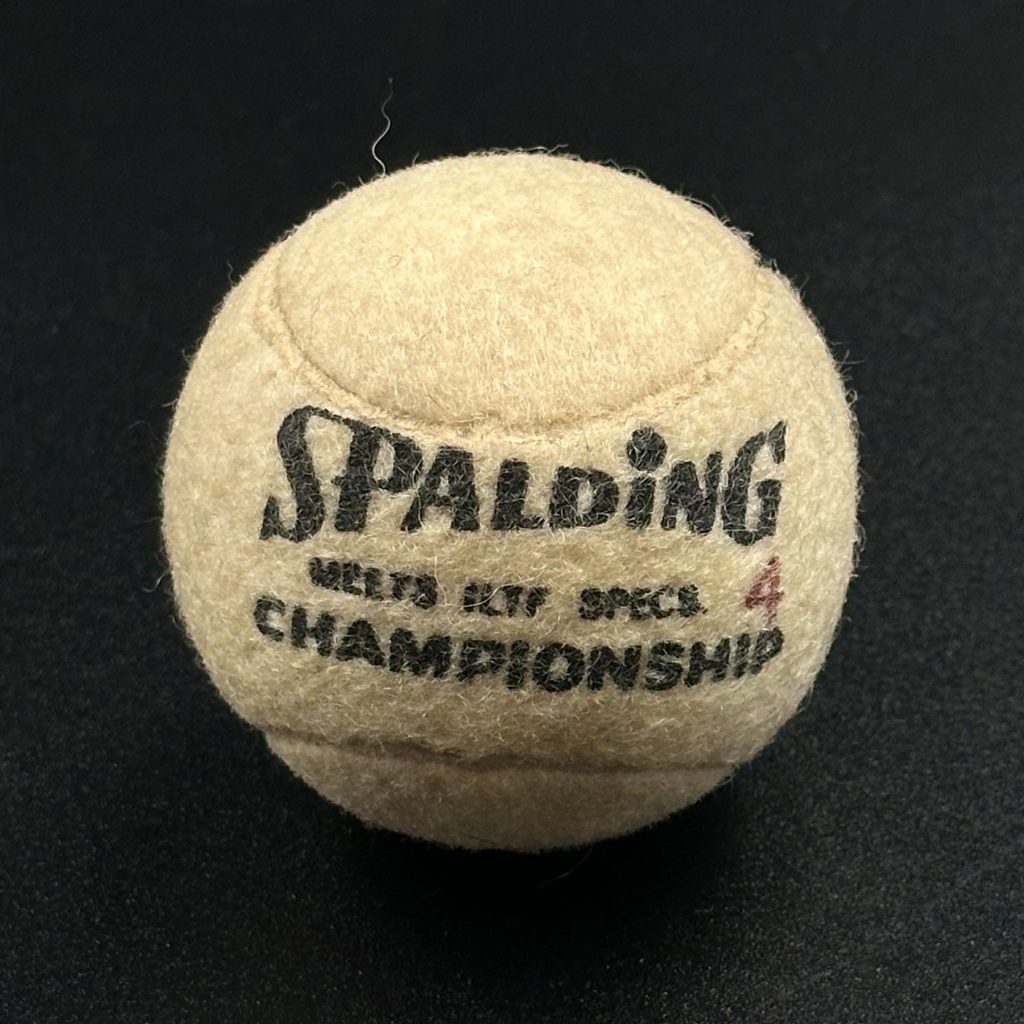 SPALDiNG
MEETS ILTF SPECS. 4
CHAMPIONSHIP